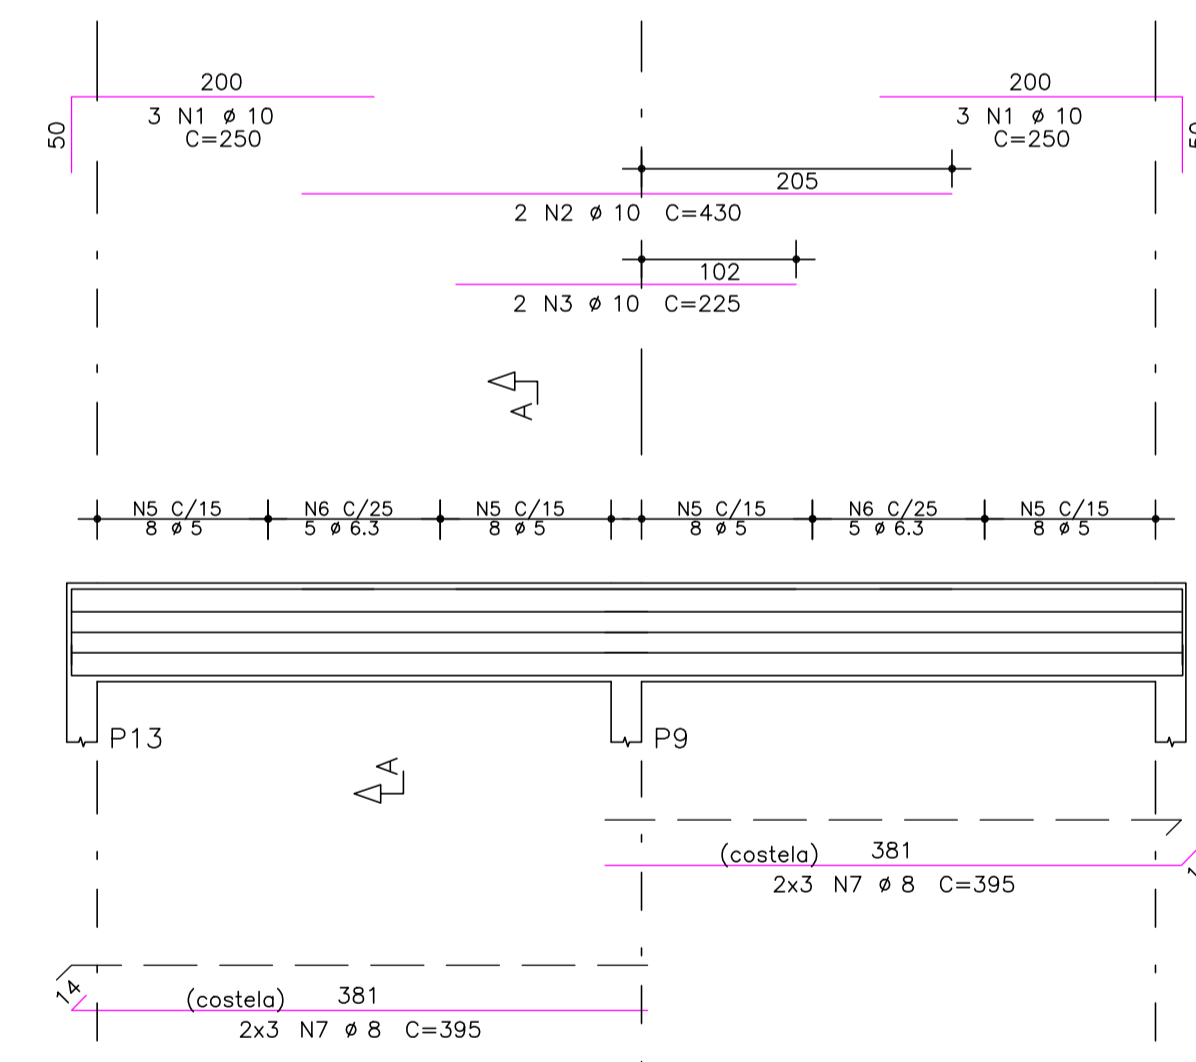 200
200
3 N1 ø 10
C=250
3 N1 ø 10
C=250
50
50
205
2 N2 ø 10 C=430
102
2 N3 ø 10 C=225
A
N5 C/15
8 ø 5
N6 C/25
5 ø 6.3
N5 C/15
8 ø 5
N5 C/15
8 ø 5
N6 C/25
5 ø 6.3
N5 C/15
8 ø 5
P13
P9
A
(costela) 381
2x3 N7 ø 8 C=395
14
(costela) 381
2x3 N7 ø 8 C=395